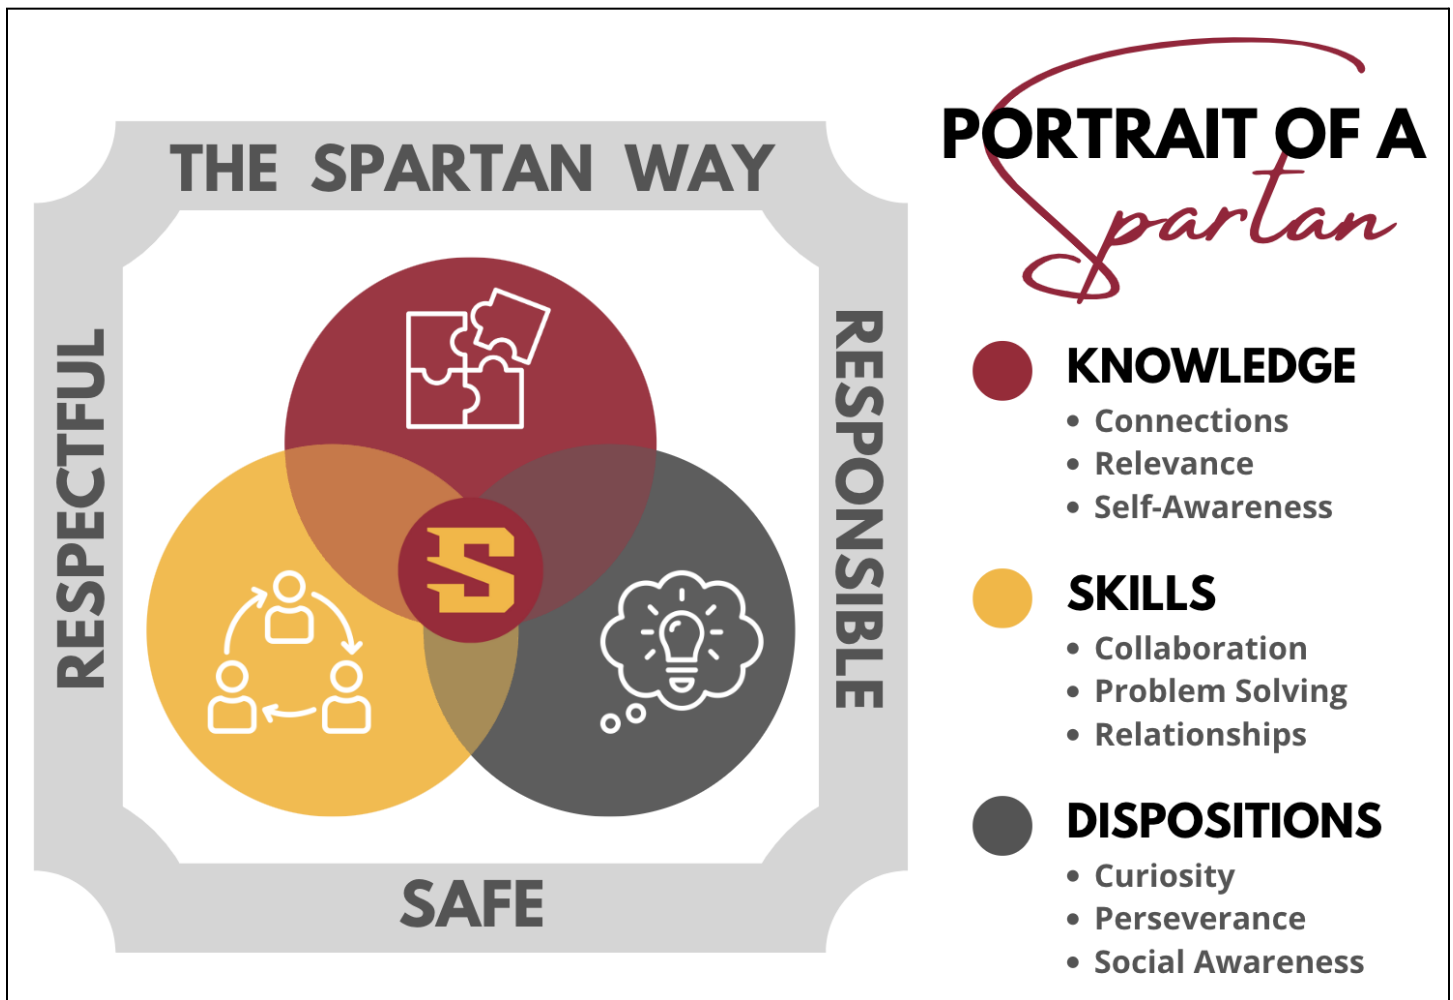 THE SPARTAN WAY
RESPECTFUL
RESPONSIBLE
SAFE
S
PORTRAIT OF A
Spartan
KNOWLEDGE
• Connections
• Relevance
• Self-Awareness
SKILLS
• Collaboration
• Problem Solving
• Relationships
DISPOSITIONS
• Curiosity
• Perseverance
• Social Awareness